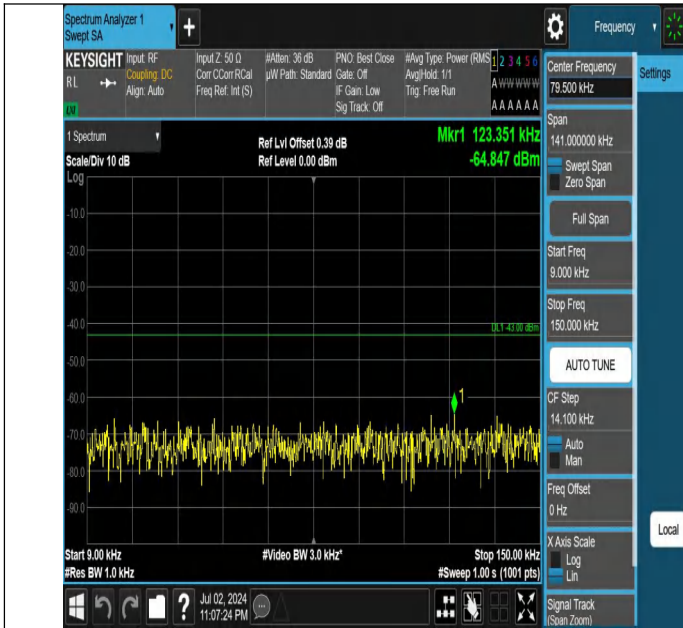 Spectrum Analyzer 1
Swept SA
+
Frequency
KEYSIGHT
RL
Input: RF
Coupling: DC
Align: Auto
Input Z: 50 Ω
Corr CCorr RCal
Freq Ref: Int (S)
#Atten: 36 dB
µW Path: Standard
PNO: Best Close
Gate: Off
IF Gain: Low
Sig Track: Off
#Avg Type: Power (RMS
Avg|Hold: 1/1
Trig: Free Run
1 2 3 4 5 6
A W W W W W
A A A A A A
1 Spectrum
Scale/Div 10 dB
Ref Lvl Offset 0.39 dB
Ref Level 0.00 dBm
Mkr1 123.351 kHz
-64.847 dBm
Log
-10.0
-20.0
-30.0
-40.0
DL1 -43.00 dBm
-50.0
-60.0
1
-70.0
-80.0
-90.0
Start 9.00 kHz
#Res BW 1.0 kHz
#Video BW 3.0 kHz*
Stop 150.00 kHz
#Sweep 1.00 s (1001 pts)
?
Jul 02, 2024
11:07:24 PM
Center Frequency
79.500 kHz
Settings
Span
141.000000 kHz
Swept Span
Zero Span
Full Span
Start Freq
9.000 kHz
Stop Freq
150.000 kHz
AUTO TUNE
CF Step
14.100 kHz
Auto
Man
Freq Offset
0 Hz
Local
X Axis Scale
Log
Lin
Signal Track
(Span Zoom)